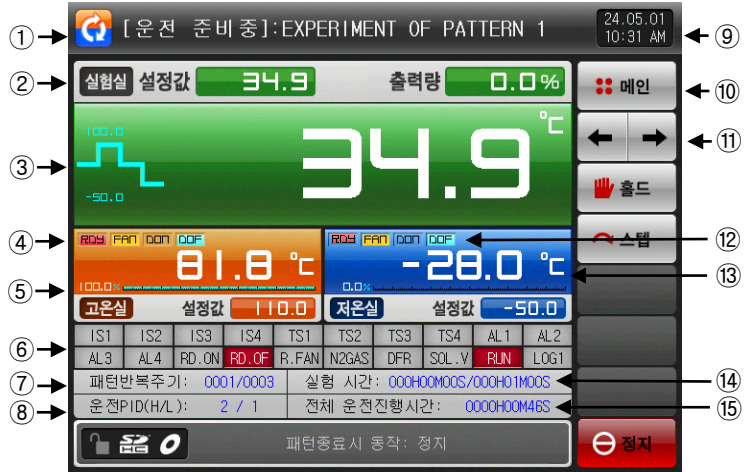 ① [운전 준비중]:EXPERIMENT OF PATTERN 1 24.05.01 10:31 AM ⑨
② 실험실 설정값 34.9 출력량 0.0% 메인 ⑩
③ 100.0 -50.0 34.9 ℃ ⑪
홀드
④ RDY FAN DON DOF RDY FAN DON DOF 스텝 ⑫
81.8 ℃ -28.0 ℃ ⑬
⑤ 100.0% 0.0%
고온실 설정값 110.0 저온실 설정값 -50.0
⑥ IS1 IS2 IS3 IS4 TS1 TS2 TS3 TS4 AL1 AL2
AL3 AL4 RD.ON RD.OF R.FAN N2GAS DFR SOL.V RUN LOG1
⑦ 패턴반복주기: 0001/0003 실험 시간: 000H00M00S/000H01M00S ⑭
⑧ 운전PID(H/L): 2 / 1 전체 운전진행시간: 0000H00M46S ⑮
SD HC 패턴종료시 동작: 정지 정지